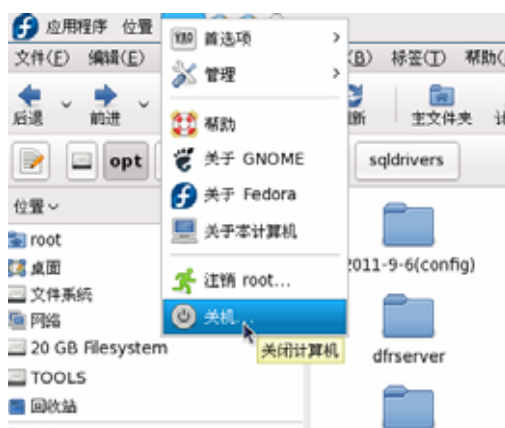 应用程序 位置
文件(F) 编辑(E) (B) 标签(T) 帮助(
后退 前进 新 主文件夹 计
opt sqldrivers
位置
root
桌面
文件系统
网络
20 GB Filesystem
TOOLS
回收站
首选项
管理
帮助
关于 GNOME
关于 Fedora
关于本计算机
注销 root...
关机...
关闭计算机
2011-9-6(config)
dfrserver